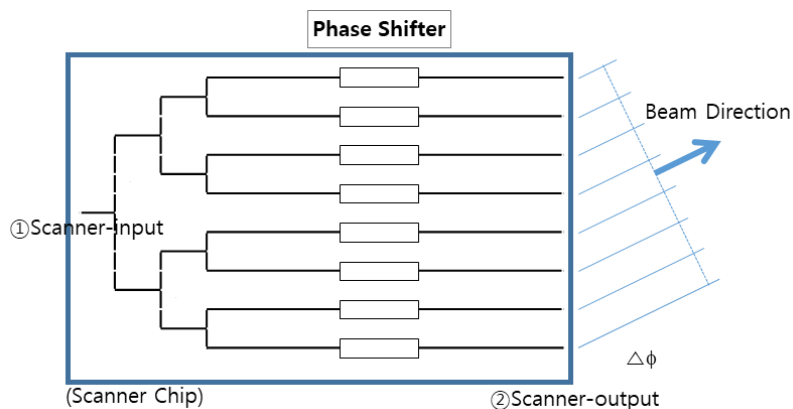 Phase Shifter
Beam Direction
①Scanner-input
△ϕ
(Scanner Chip)
②Scanner-output